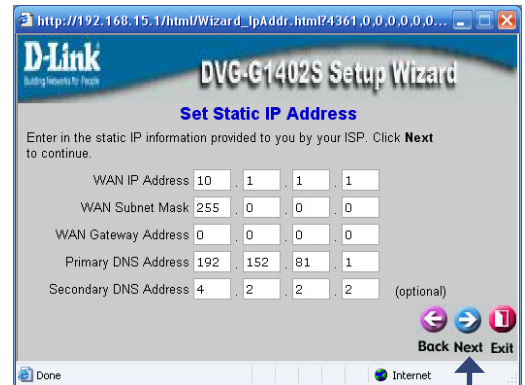 http://192.168.15.1/html/Wizard_IpAddr.html?4361,0,0,0,0,0,0...
D-Link
Building Networks for People
DVG-G1402S Setup Wizard
Set Static IP Address
Enter in the static IP information provided to you by your ISP. Click Next
to continue.
WAN IP Address 10 . 1 . 1 . 1
WAN Subnet Mask 255 . 0 . 0 . 0
WAN Gateway Address 0 . 0 . 0 . 0
Primary DNS Address 192 . 152 . 81 . 1
Secondary DNS Address 4 . 2 . 2 . 2 (optional)
Back Next Exit
Done Internet